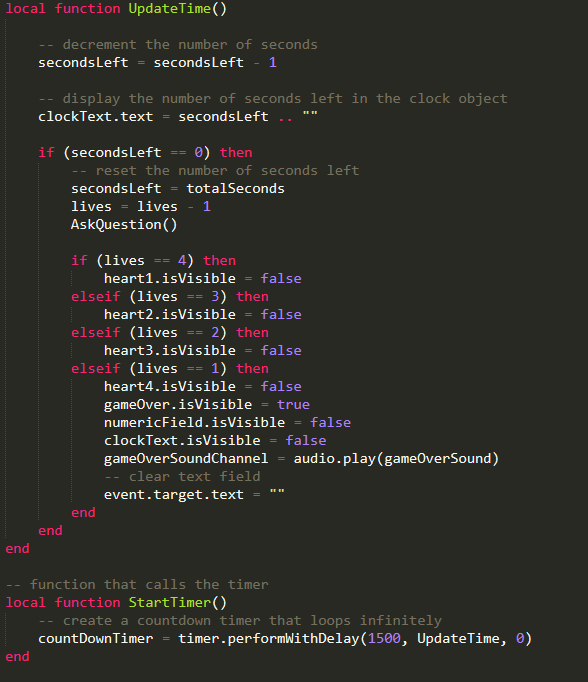 local function UpdateTime()
-- decrement the number of seconds
secondsLeft = secondsLeft - 1
-- display the number of seconds left in the clock object
clockText.text = secondsLeft .. ""
if (secondsLeft == 0) then
-- reset the number of seconds left
secondsLeft = totalSeconds
lives = lives - 1
AskQuestion()
if (lives == 4) then
heart1.isVisible = false
elseif (lives == 3) then
heart2.isVisible = false
elseif (lives == 2) then
heart3.isVisible = false
elseif (lives == 1) then
heart4.isVisible = false
gameOver.isVisible = true
numericField.isVisible = false
clockText.isVisible = false
gameOverSoundChannel = audio.play(gameOverSound)
-- clear text field
event.target.text = ""
end
end
end
-- function that calls the timer
local function StartTimer()
-- create a countdown timer that loops infinitely
countDownTimer = timer.performWithDelay(1500, UpdateTime, 0)
end